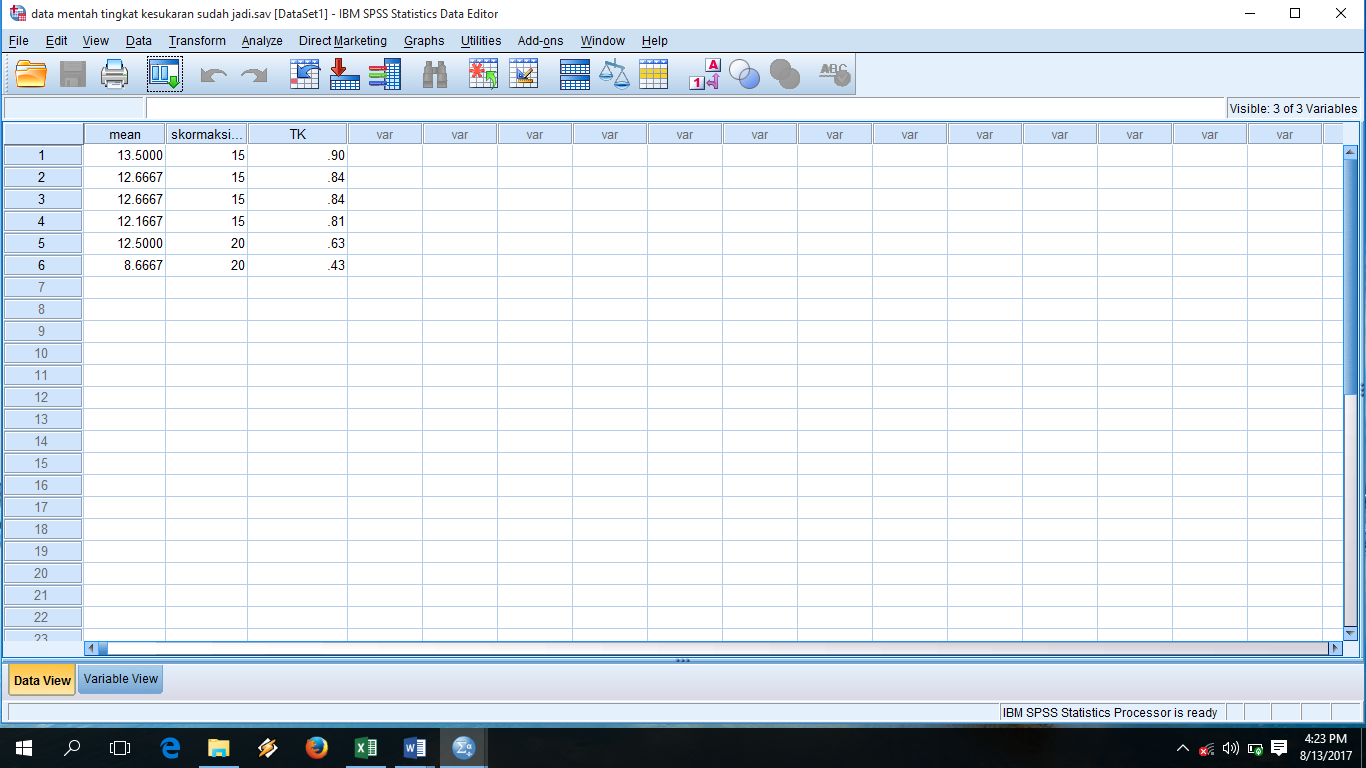 data mentah tingkat kesukaran sudah jadi.sav [DataSet1] - IBM SPSS Statistics Data Editor
File Edit View Data Transform Analyze Direct Marketing Graphs Utilities Add-ons Window Help
1 A ABC
Visible: 3 of 3 Variables
mean skormaksi... TK var var var var var var var var var var var var var
1 13.5000 15 .90
2 12.6667 15 .84
3 12.6667 15 .84
4 12.1667 15 .81
5 12.5000 20 .63
6 8.6667 20 .43
7
8
9
10
11
12
13
14
15
16
17
18
19
20
21
22
23
Data View Variable View
IBM SPSS Statistics Processor is ready
4:23 PM
8/13/2017